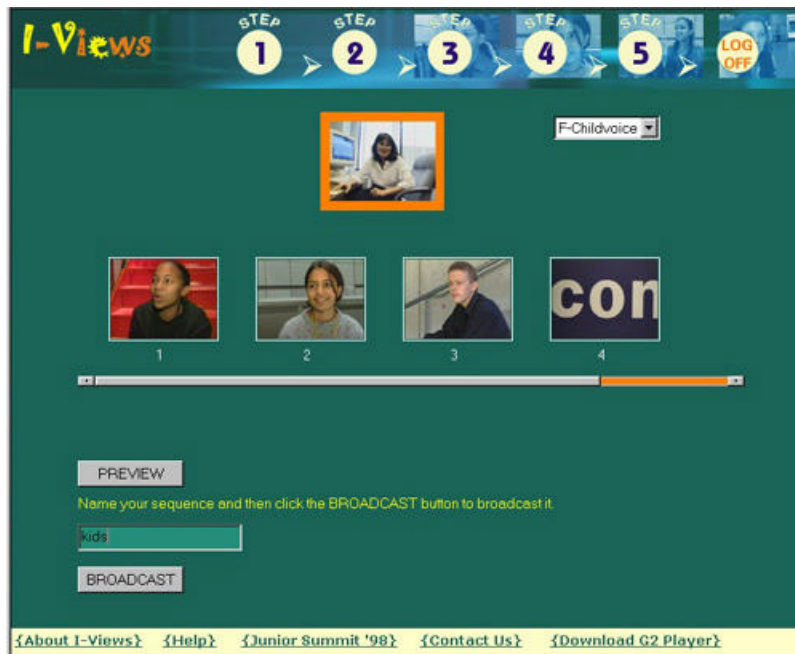 I-Views
STEP 1
STEP 2
STEP 3
STEP 4
STEP 5
LOG OFF
F-Childvoice
con
1 2 3 4
PREVIEW
Name your sequence and then click the BROADCAST button to broadcast it.
kids
BROADCAST
{About I-Views} {Help} {Junior Summit '98} {Contact Us} {Download G2 Player}